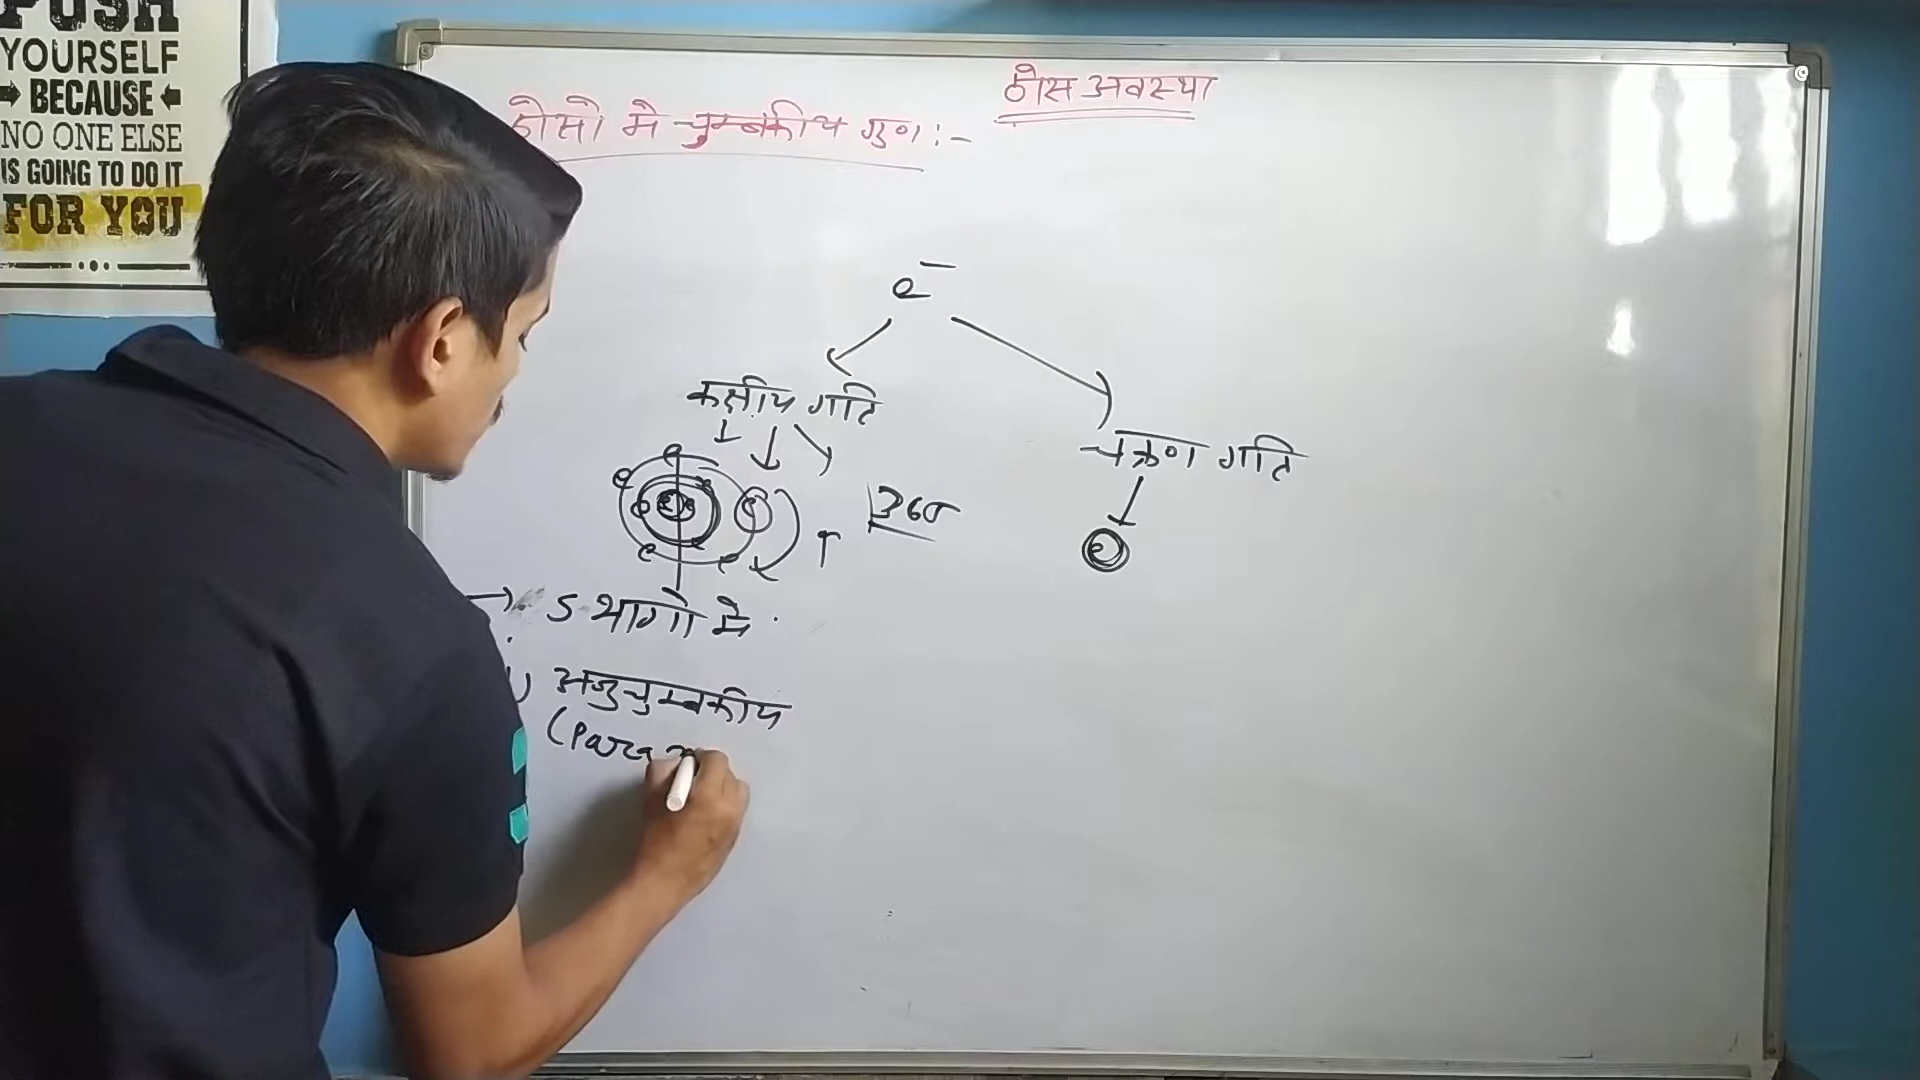 PUSH
YOURSELF
BECAUSE
NO ONE ELSE
IS GOING TO DO IT
FOR YOU
ठोस अवस्था
ठोसो मे चुम्बकीय गुण :-
e⁻
कक्षीय गति
चक्रण गति
360
e
→ 5 भागो मे
अनुचुम्बकीय
(Para